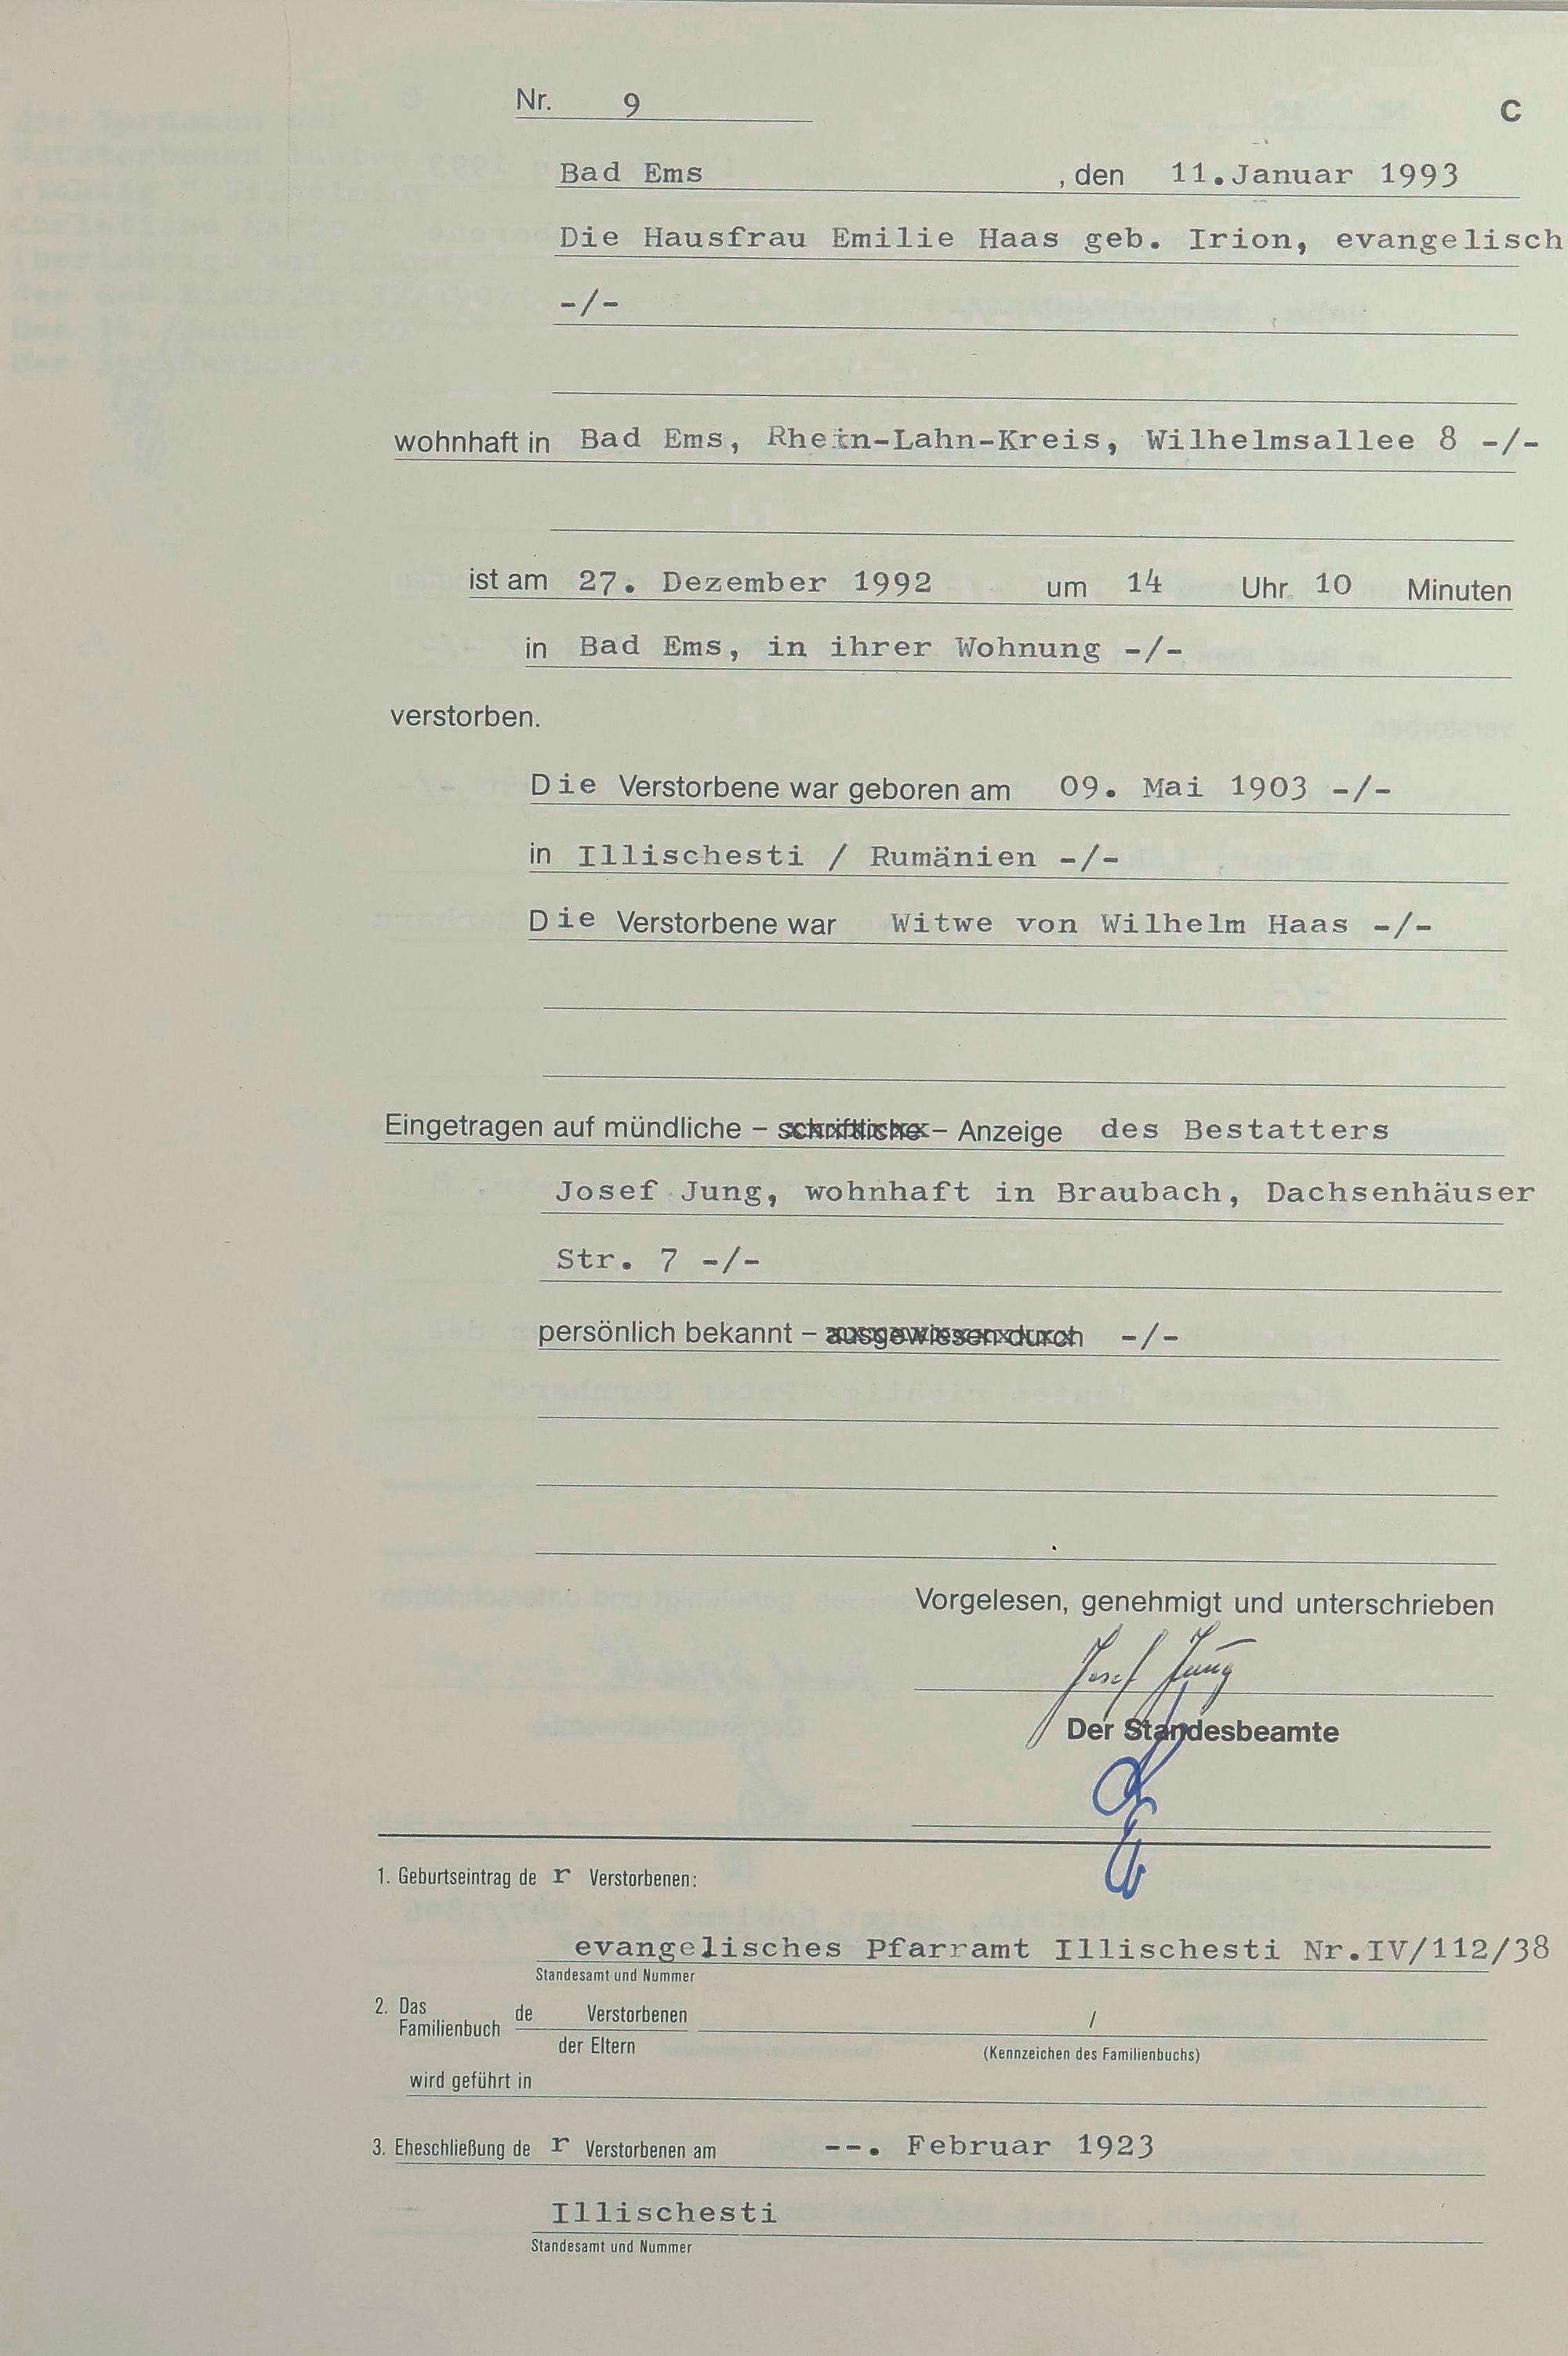 Nr. 9 C
Bad Ems , den 11.Januar 1993
Die Hausfrau Emilie Haas geb. Irion, evangelisch
-/-
wohnhaft in Bad Ems, Rhein-Lahn-Kreis, Wilhelmsallee 8 -/-
ist am 27. Dezember 1992 um 14 Uhr 10 Minuten
in Bad Ems, in ihrer Wohnung -/-
verstorben.
Die Verstorbene war geboren am 09. Mai 1903 -/-
in Illischesti / Rumänien -/-
Die Verstorbene war Witwe von Wilhelm Haas -/-
Eingetragen auf mündliche – schriftliche – Anzeige des Bestatters
Josef Jung, wohnhaft in Braubach, Dachsenhäuser
Str. 7 -/-
persönlich bekannt – ausgewiesen durch -/-
Vorgelesen, genehmigt und unterschrieben
Josef Jung
Der Standesbeamte
1. Geburtseintrag de r Verstorbenen:
evangelisches Pfarramt Illischesti Nr.IV/112/38
Standesamt und Nummer
2. Das Familienbuch de Verstorbenen /
der Eltern (Kennzeichen des Familienbuchs)
wird geführt in
3. Eheschließung de r Verstorbenen am --. Februar 1923
Illischesti
Standesamt und Nummer